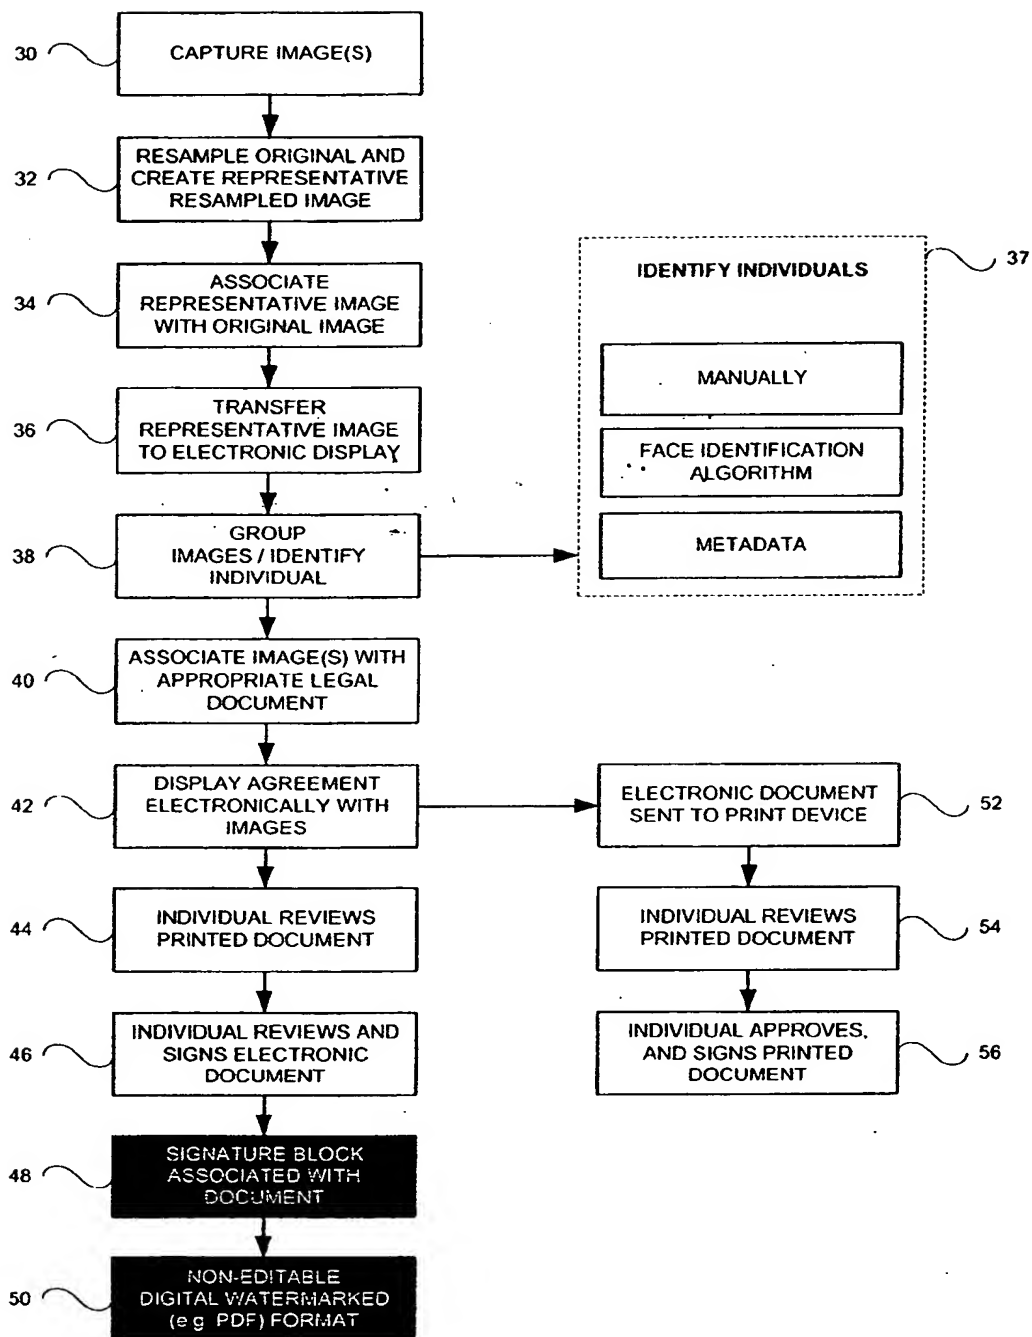 30
CAPTURE IMAGE(S)
32
RESAMPLE ORIGINAL AND
CREATE REPRESENTATIVE
RESAMPLED IMAGE
34
ASSOCIATE
REPRESENTATIVE IMAGE
WITH ORIGINAL IMAGE
36
TRANSFER
REPRESENTATIVE IMAGE
TO ELECTRONIC DISPLAY
38
GROUP
IMAGES / IDENTIFY
INDIVIDUAL
37
IDENTIFY INDIVIDUALS
MANUALLY
FACE IDENTIFICATION
ALGORITHM
METADATA
40
ASSOCIATE IMAGE(S) WITH
APPROPRIATE LEGAL
DOCUMENT
42
DISPLAY AGREEMENT
ELECTRONICALLY WITH
IMAGES
52
ELECTRONIC DOCUMENT
SENT TO PRINT DEVICE
44
INDIVIDUAL REVIEWS
PRINTED DOCUMENT
54
INDIVIDUAL REVIEWS
PRINTED DOCUMENT
46
INDIVIDUAL REVIEWS AND
SIGNS ELECTRONIC
DOCUMENT
56
INDIVIDUAL APPROVES,
AND SIGNS PRINTED
DOCUMENT
48
SIGNATURE BLOCK
ASSOCIATED WITH
DOCUMENT
50
NON-EDITABLE
DIGITAL WATERMARKED
(e.g PDF) FORMAT